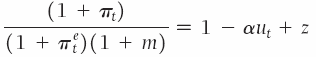 (1 + π_t) / ((1 + π_t^e)(1 + m)) = 1 − αu_t + z